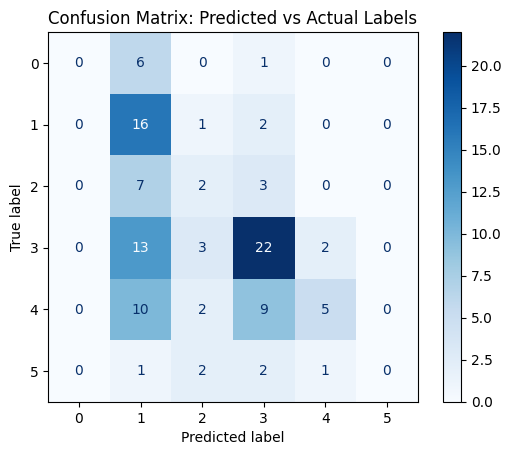 Confusion Matrix: Predicted vs Actual Labels
0 0 6 0 1 0 0
1 0 16 1 2 0 0
2 0 7 2 3 0 0
3 0 13 3 22 2 0
4 0 10 2 9 5 0
5 0 1 2 2 1 0
0 1 2 3 4 5
Predicted label
True label
20.0
17.5
15.0
12.5
10.0
7.5
5.0
2.5
0.0